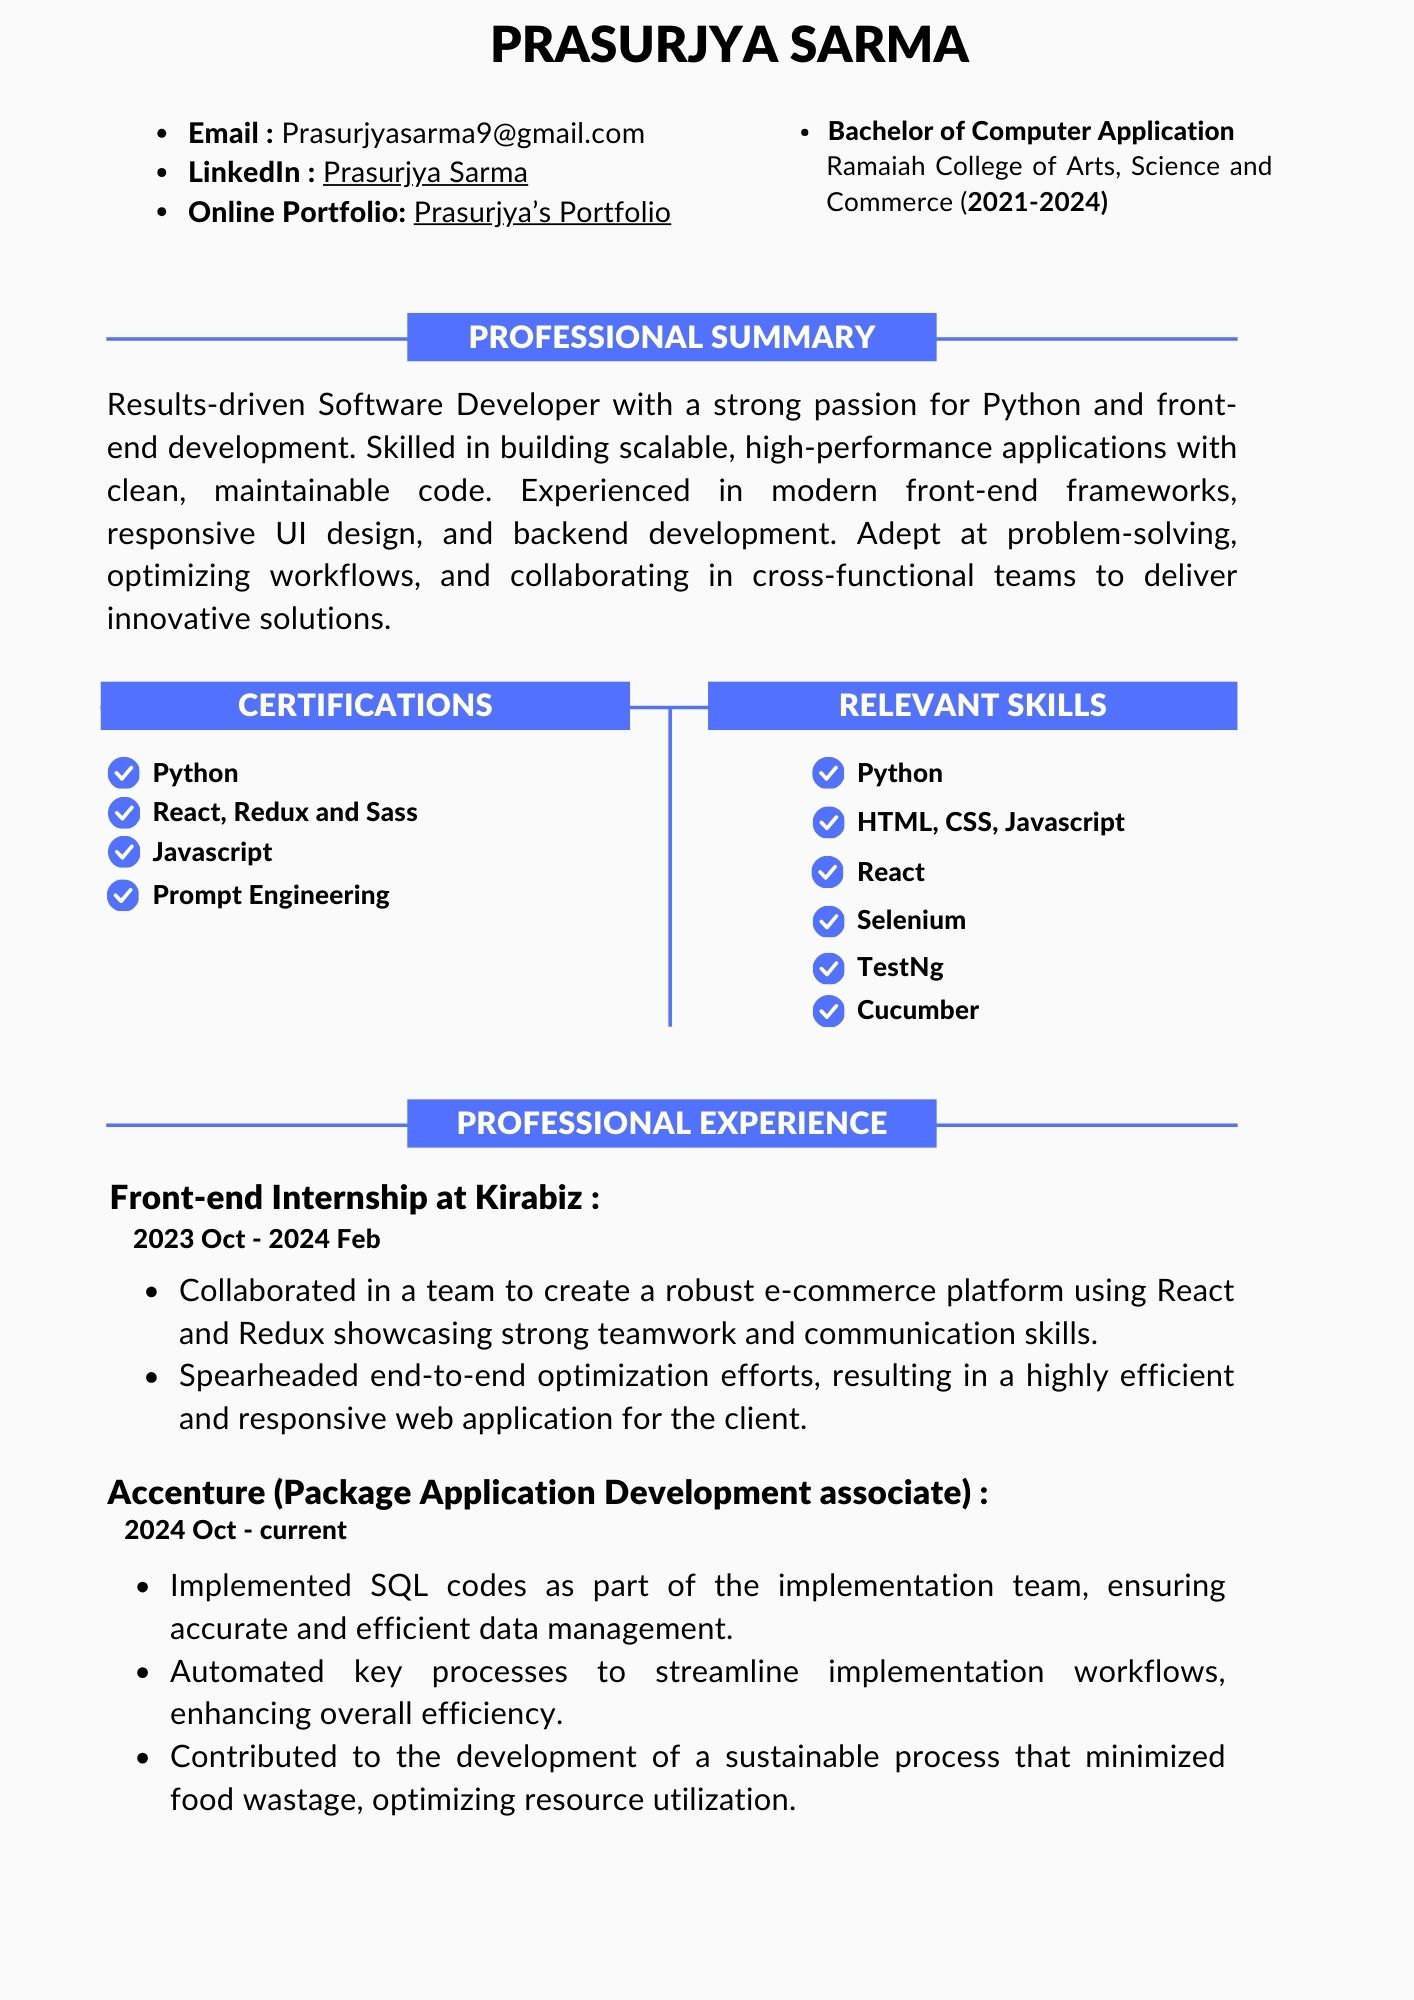 PRASURJYA SARMA
• Email : Prasurjyasarma9@gmail.com
• LinkedIn : Prasurjya Sarma
• Online Portfolio: Prasurjya’s Portfolio
• Bachelor of Computer Application
Ramaiah College of Arts, Science and
Commerce (2021-2024)
PROFESSIONAL SUMMARY
Results-driven Software Developer with a strong passion for Python and front-
end development. Skilled in building scalable, high-performance applications with
clean, maintainable code. Experienced in modern front-end frameworks,
responsive UI design, and backend development. Adept at problem-solving,
optimizing workflows, and collaborating in cross-functional teams to deliver
innovative solutions.
CERTIFICATIONS
Python
React, Redux and Sass
Javascript
Prompt Engineering
RELEVANT SKILLS
Python
HTML, CSS, Javascript
React
Selenium
TestNg
Cucumber
PROFESSIONAL EXPERIENCE
Front-end Internship at Kirabiz :
2023 Oct - 2024 Feb
• Collaborated in a team to create a robust e-commerce platform using React
and Redux showcasing strong teamwork and communication skills.
• Spearheaded end-to-end optimization efforts, resulting in a highly efficient
and responsive web application for the client.
Accenture (Package Application Development associate) :
2024 Oct - current
• Implemented SQL codes as part of the implementation team, ensuring
accurate and efficient data management.
• Automated key processes to streamline implementation workflows,
enhancing overall efficiency.
• Contributed to the development of a sustainable process that minimized
food wastage, optimizing resource utilization.